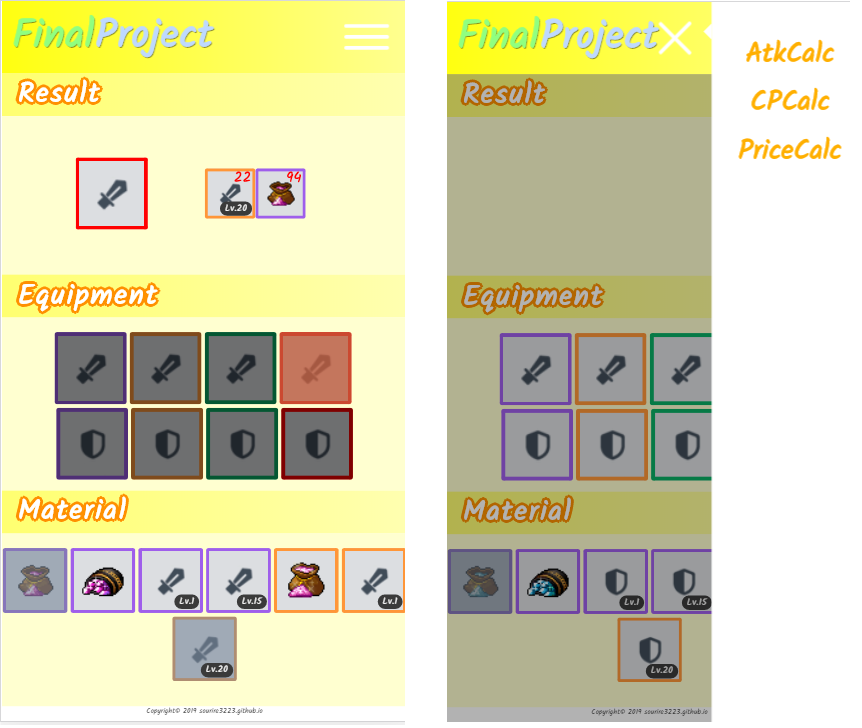 FinalProject
Result
22
94
Lv.20
Equipment
Material
Lv.1
Lv.15
Lv.1
Lv.20
Copyright© 2019 sourire3223.github.io
FinalProject
AtkCalc
CPCalc
PriceCalc
Result
Equipment
Material
Lv.1
Lv.15
Lv.20
Copyright© 2019 sourire3223.github.io